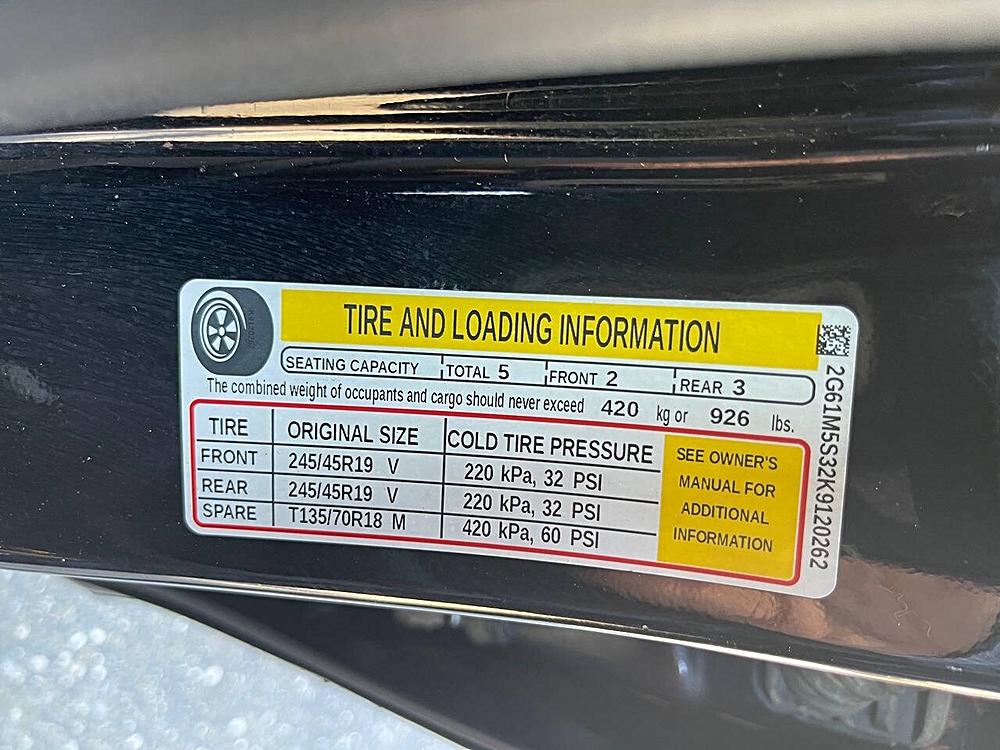 TIRE AND LOADING INFORMATION
SEATING CAPACITY TOTAL 5 FRONT 2 REAR 3
The combined weight of occupants and cargo should never exceed 420 kg or 926 lbs.
TIRE ORIGINAL SIZE COLD TIRE PRESSURE
FRONT 245/45R19 V 220 kPa, 32 PSI
REAR 245/45R19 V 220 kPa, 32 PSI
SPARE T135/70R18 M 420 kPa, 60 PSI
SEE OWNER'S
MANUAL FOR
ADDITIONAL
INFORMATION
2G61M5S32K9120262